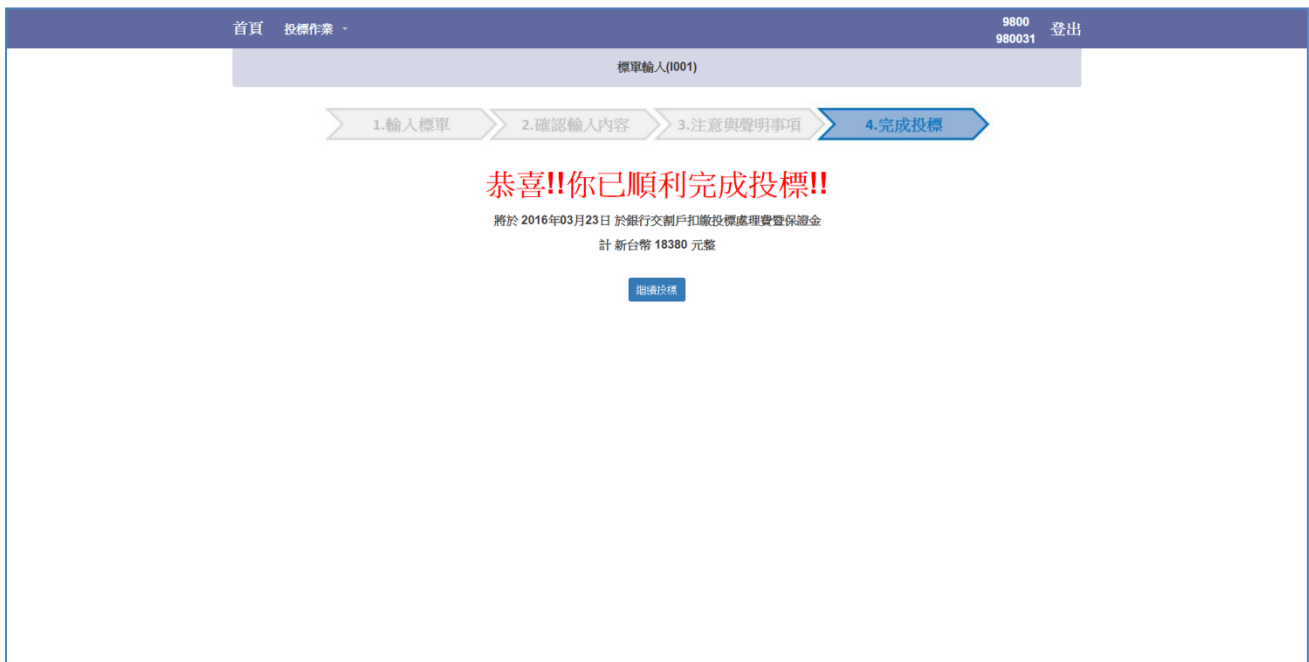 首頁 投標作業
9800
980031
登出
標單輸入(I001)
1.輸入標單 2.確認輸入內容 3.注意與聲明事項 4.完成投標
恭喜!!你已順利完成投標!!
將於 2016年03月23日 於銀行交割戶扣繳投標處理費暨保證金
計 新台幣 18380 元整
繼續投標